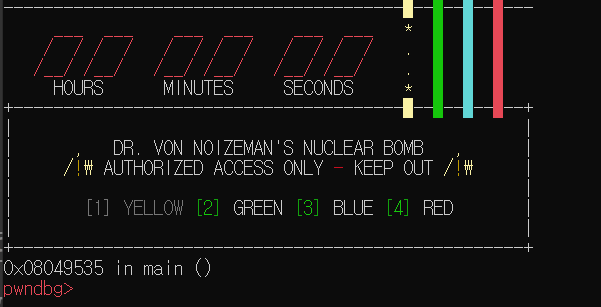 HOURS MINUTES SECONDS
DR. VON NOIZEMAN'S NUCLEAR BOMB
/!₩ AUTHORIZED ACCESS ONLY - KEEP OUT /!₩
[1] YELLOW [2] GREEN [3] BLUE [4] RED
0x08049535 in main ()
pwndbg>